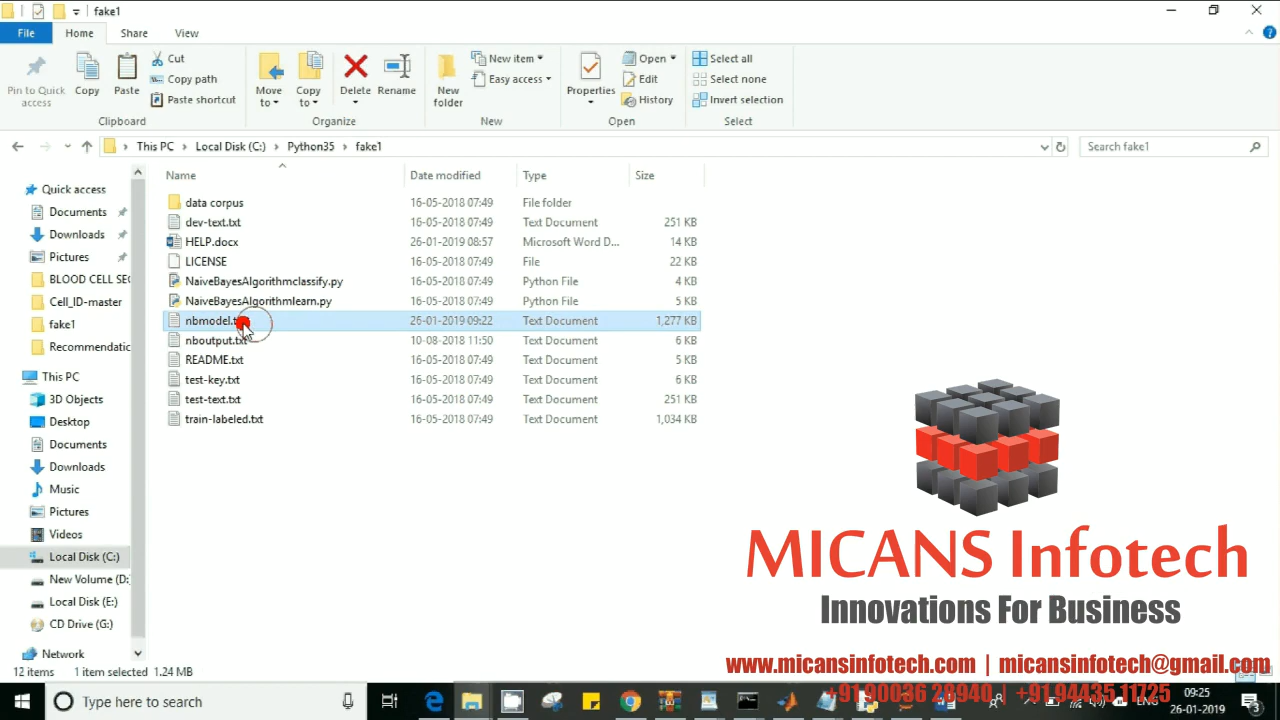 fake1
File Home Share View
Pin to Quick access
Copy
Paste
Cut
Copy path
Paste shortcut
Clipboard
Move to
Copy to
Delete
Rename
Organize
New folder
New item
Easy access
New
Properties
Open
Edit
History
Open
Select all
Select none
Invert selection
Select
This PC Local Disk (C:) Python35 fake1
Search fake1
Quick access
Documents
Downloads
Pictures
BLOOD CELL SEC
Cell_ID-master
fake1
Recommendatic
This PC
3D Objects
Desktop
Documents
Downloads
Music
Pictures
Videos
Local Disk (C:)
New Volume (D:
Local Disk (E:)
CD Drive (G:)
Network
Name Date modified Type Size
data corpus 16-05-2018 07:49 File folder
dev-text.txt 16-05-2018 07:49 Text Document 251 KB
HELP.docx 26-01-2019 08:57 Microsoft Word D... 14 KB
LICENSE 16-05-2018 07:49 File 22 KB
NaiveBayesAlgorithmclassify.py 16-05-2018 07:49 Python File 4 KB
NaiveBayesAlgorithmlearn.py 16-05-2018 07:49 Python File 5 KB
nbmodel.t 26-01-2019 09:22 Text Document 1,277 KB
nboutput.txt 10-08-2018 11:50 Text Document 6 KB
README.txt 16-05-2018 07:49 Text Document 5 KB
test-key.txt 16-05-2018 07:49 Text Document 6 KB
test-text.txt 16-05-2018 07:49 Text Document 251 KB
train-labeled.txt 16-05-2018 07:49 Text Document 1,034 KB
MICANS Infotech
Innovations For Business
www.micansinfotech.com | micansinfotech@gmail.com
+91 90036 28940 | +91 94435 11725
12 items 1 item selected 1.24 MB
Type here to search
ENG
09:25
26-01-2019
3